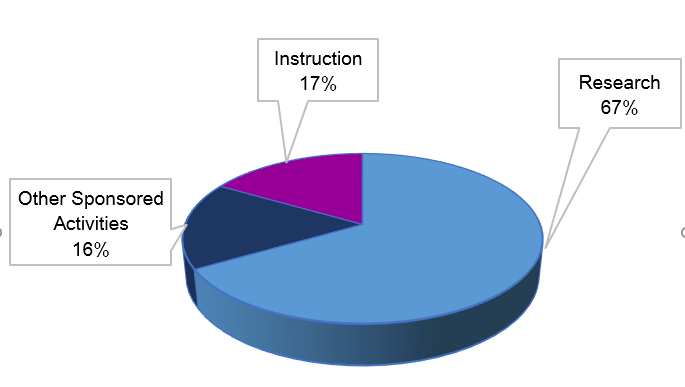 Instruction
17%
Research
67%
Other Sponsored
Activities
16%